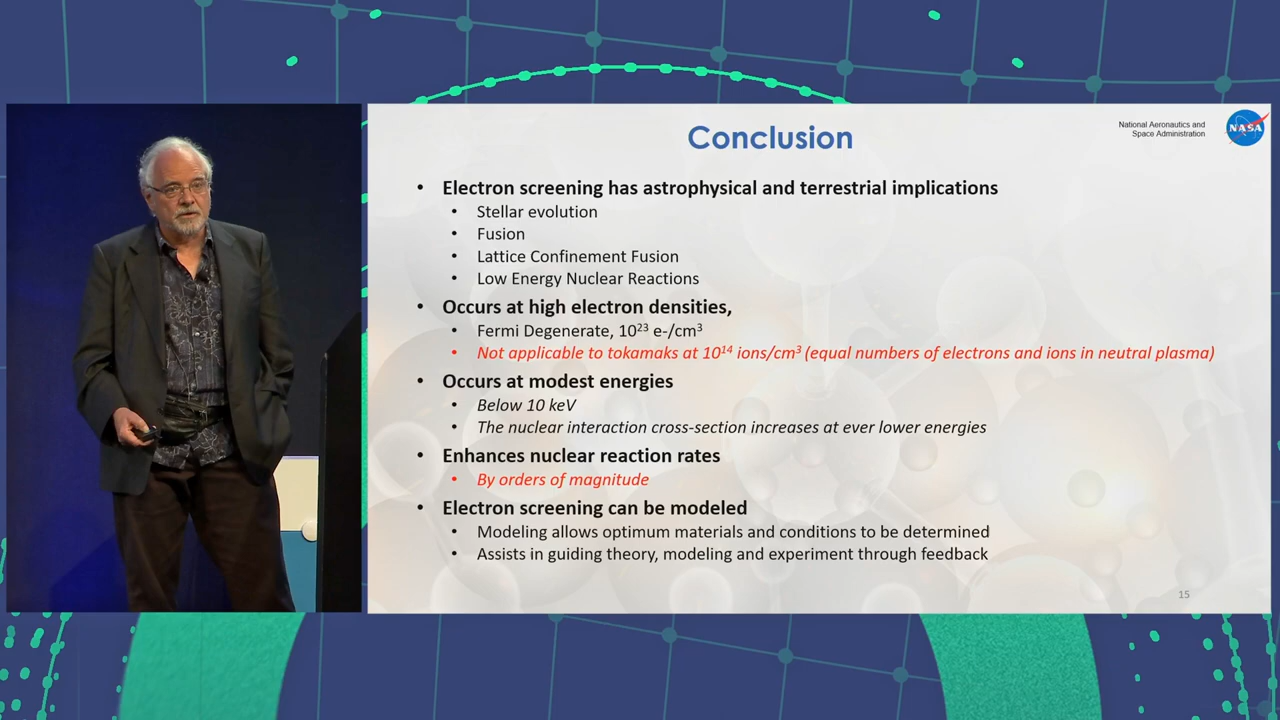 National Aeronautics and
Space Administration
NASA
Conclusion
• Electron screening has astrophysical and terrestrial implications
• Stellar evolution
• Fusion
• Lattice Confinement Fusion
• Low Energy Nuclear Reactions
• Occurs at high electron densities,
• Fermi Degenerate, 10²³ e-/cm³
• Not applicable to tokamaks at 10¹⁴ ions/cm³ (equal numbers of electrons and ions in neutral plasma)
• Occurs at modest energies
• Below 10 keV
• The nuclear interaction cross-section increases at ever lower energies
• Enhances nuclear reaction rates
• By orders of magnitude
• Electron screening can be modeled
• Modeling allows optimum materials and conditions to be determined
• Assists in guiding theory, modeling and experiment through feedback
15